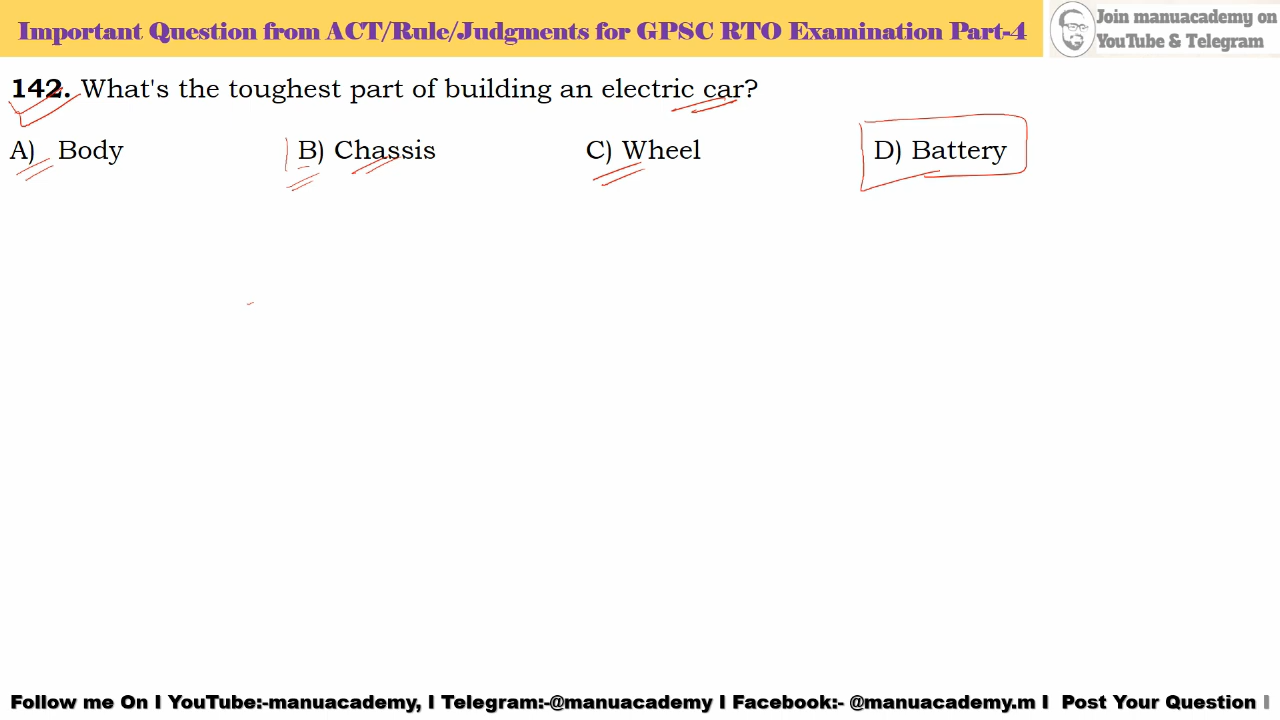 Important Question from ACT/Rule/Judgments for GPSC RTO Examination Part-4
Join manuacademy on
YouTube & Telegram
142. What's the toughest part of building an electric car?
A) Body B) Chassis C) Wheel D) Battery
Follow me On I YouTube:-manuacademy, I Telegram:-@manuacademy I Facebook:- @manuacademy.m I Post Your Question I